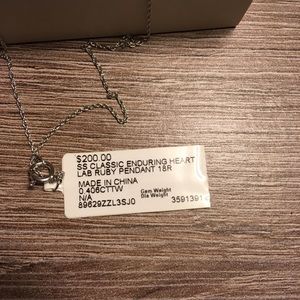 $200.00
SS CLASSIC ENDURING HEART
LAB RUBY PENDANT 18R
MADE IN CHINA
0.406CTTW Gem Weight
N/A Dia Weight
89629ZZL3SJ0 3591391